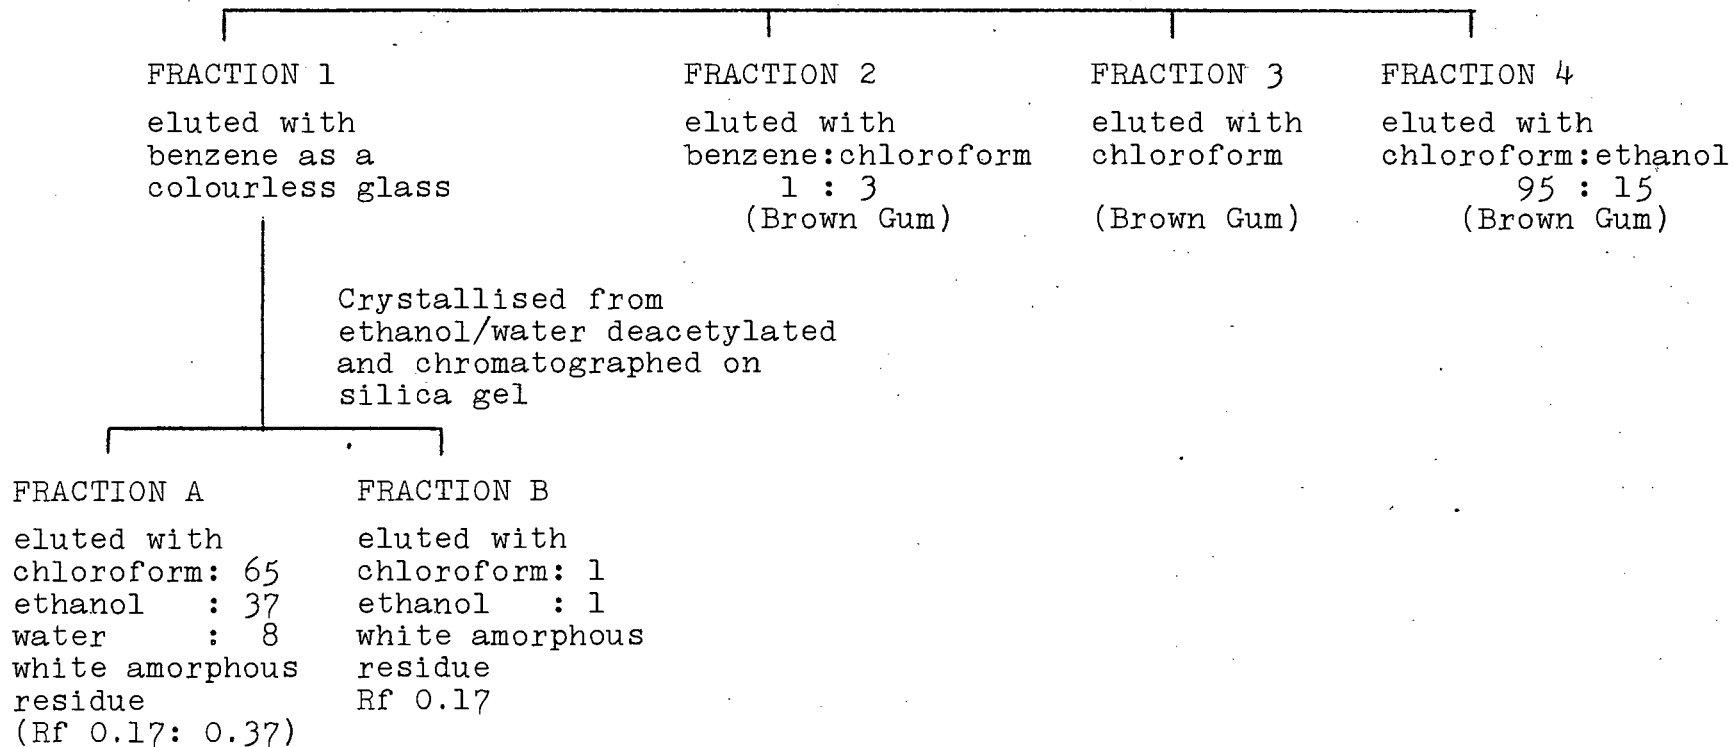 FRACTION 1
eluted with
benzene as a
colourless glass
FRACTION 2
eluted with
benzene:chloroform
1 : 3
(Brown Gum)
FRACTION 3
eluted with
chloroform
(Brown Gum)
FRACTION 4
eluted with
chloroform:ethanol
95 : 15
(Brown Gum)
Crystallised from
ethanol/water deacetylated
and chromatographed on
silica gel
FRACTION A
eluted with
chloroform: 65
ethanol : 37
water : 8
white amorphous
residue
(Rf 0.17: 0.37)
FRACTION B
eluted with
chloroform: 1
ethanol : 1
white amorphous
residue
Rf 0.17